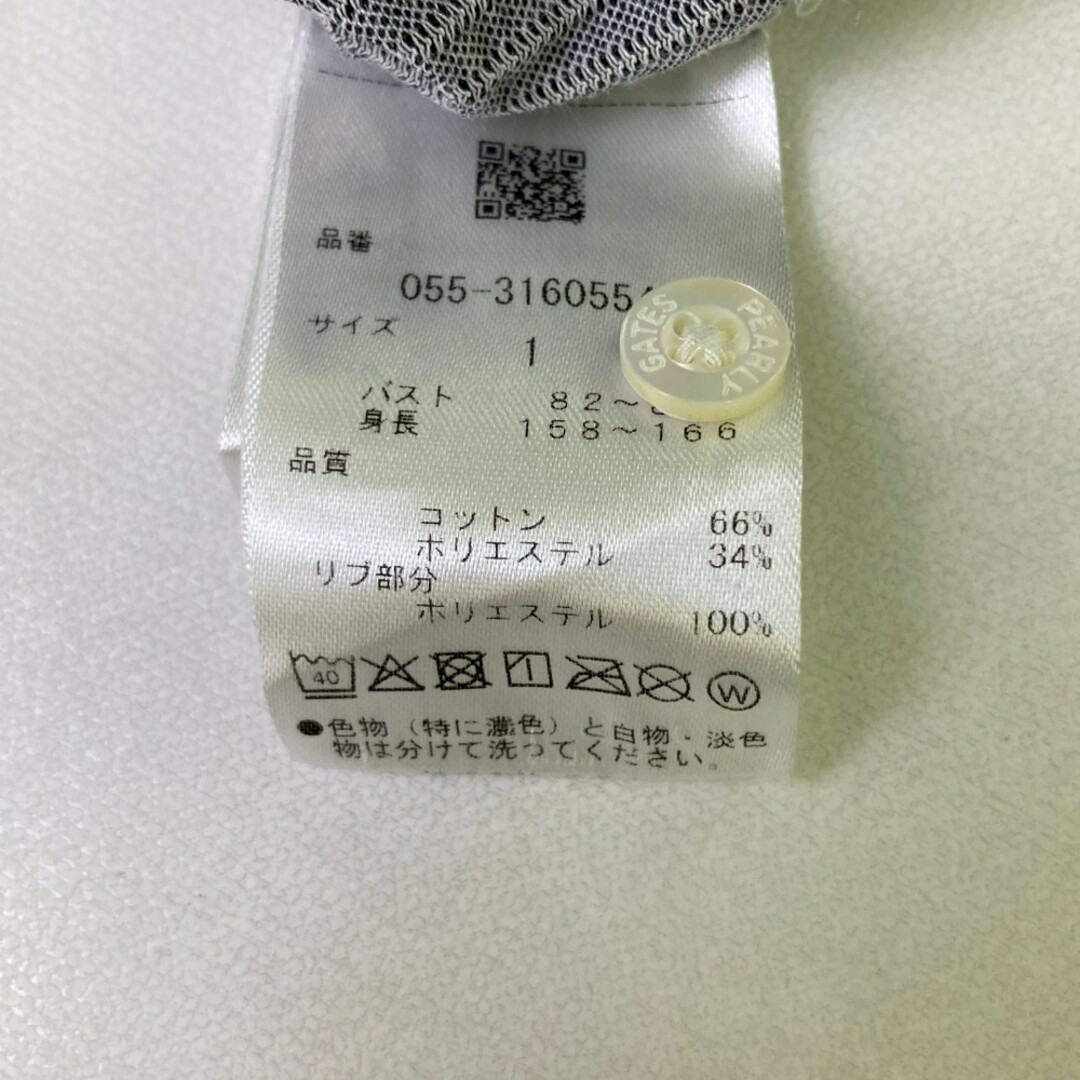 品番
055-3160554
サイズ
1
PEARLY GATES
バスト 82～
身長 158～166
品質
コットン 66%
ポリエステル 34%
リブ部分
ポリエステル 100%
40
W
●色物（特に濃色）と白物・淡色
物は分けて洗ってください。